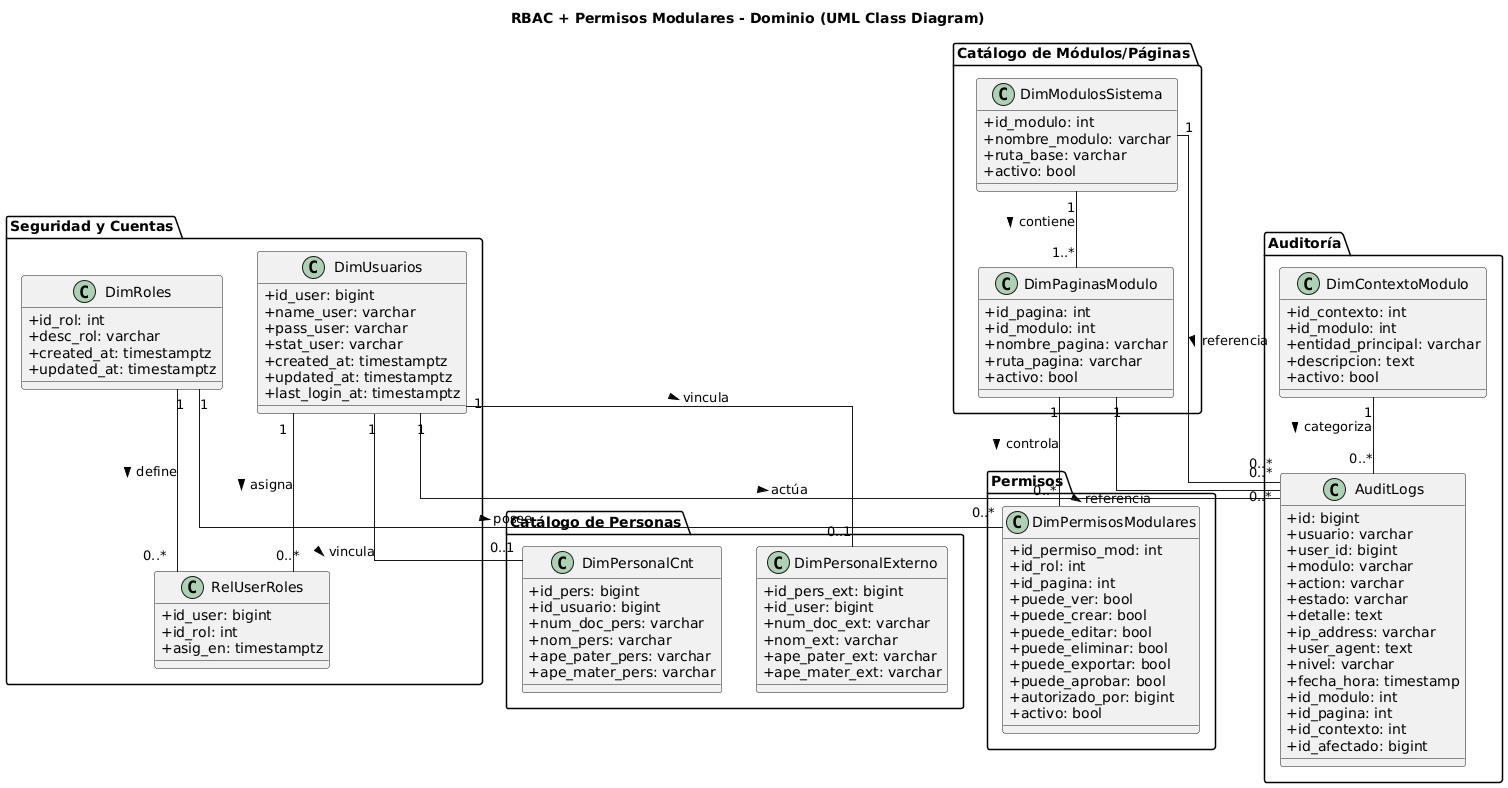 RBAC + Permisos Modulares - Dominio (UML Class Diagram)
Catálogo de Módulos/Páginas
C DimModulosSistema
+id_modulo: int
+nombre_modulo: varchar
+ruta_base: varchar
+activo: bool
1
1
contiene
1..*
C DimPaginasModulo
+id_pagina: int
+id_modulo: int
+nombre_pagina: varchar
+ruta_pagina: varchar
+activo: bool
referencia
Seguridad y Cuentas
C DimRoles
+id_rol: int
+desc_rol: varchar
+created_at: timestamptz
+updated_at: timestamptz
C DimUsuarios
+id_user: bigint
+name_user: varchar
+pass_user: varchar
+stat_user: varchar
+created_at: timestamptz
+updated_at: timestamptz
+last_login_at: timestamptz
1
1
1
1
1
1
vincula
define
asigna
actúa
posee
vincula
0..*
0..*
0..1
0..1
C RelUserRoles
+id_user: bigint
+id_rol: int
+asig_en: timestamptz
Catálogo de Personas
C DimPersonalCnt
+id_pers: bigint
+id_usuario: bigint
+num_doc_pers: varchar
+nom_pers: varchar
+ape_pater_pers: varchar
+ape_mater_pers: varchar
C DimPersonalExterno
+id_pers_ext: bigint
+id_user: bigint
+num_doc_ext: varchar
+nom_ext: varchar
+ape_pater_ext: varchar
+ape_mater_ext: varchar
1
1
controla
0..*
referencia
0..*
Permisos
C DimPermisosModulares
+id_permiso_mod: int
+id_rol: int
+id_pagina: int
+puede_ver: bool
+puede_crear: bool
+puede_editar: bool
+puede_eliminar: bool
+puede_exportar: bool
+puede_aprobar: bool
+autorizado_por: bigint
+activo: bool
Auditoría
C DimContextoModulo
+id_contexto: int
+id_modulo: int
+entidad_principal: varchar
+descripcion: text
+activo: bool
1
categoriza
0..*
0..*
0..*
0..*
C AuditLogs
+id: bigint
+usuario: varchar
+user_id: bigint
+modulo: varchar
+action: varchar
+estado: varchar
+detalle: text
+ip_address: varchar
+user_agent: text
+nivel: varchar
+fecha_hora: timestamp
+id_modulo: int
+id_pagina: int
+id_contexto: int
+id_afectado: bigint